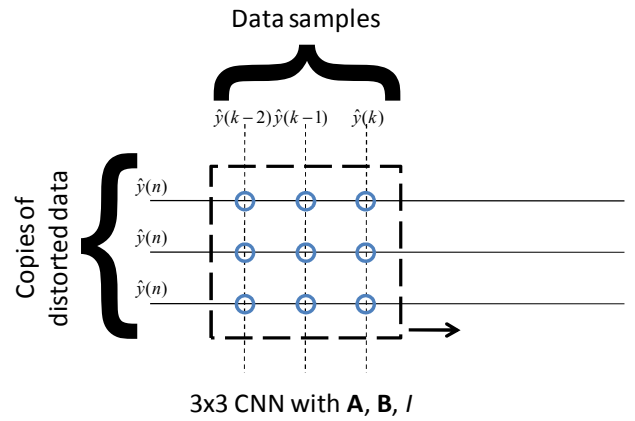 Data samples
ŷ(k−2) ŷ(k−1) ŷ(k)
Copies of
distorted data
ŷ(n)
ŷ(n)
ŷ(n)
3x3 CNN with A, B, I